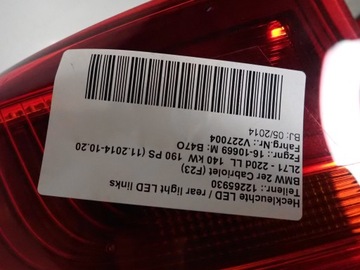 Heckleuchte LED / rear light LED links
Teilenr.: 12265930
BMW 2er Cabriolet (F23)
2L71 - 220d LL 140 kW 190 PS (11.2014-10.20
Fzgnr.: 16-10669 M: B47O
Fahrg.Nr.: V227004
BJ: 05/2014